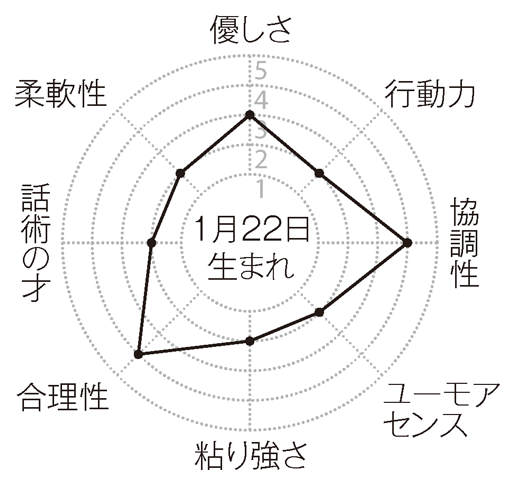 優しさ
行動力
協調性
ユーモア
センス
粘り強さ
合理性
話術の才
柔軟性
5
4
3
2
1
1月22日
生まれ